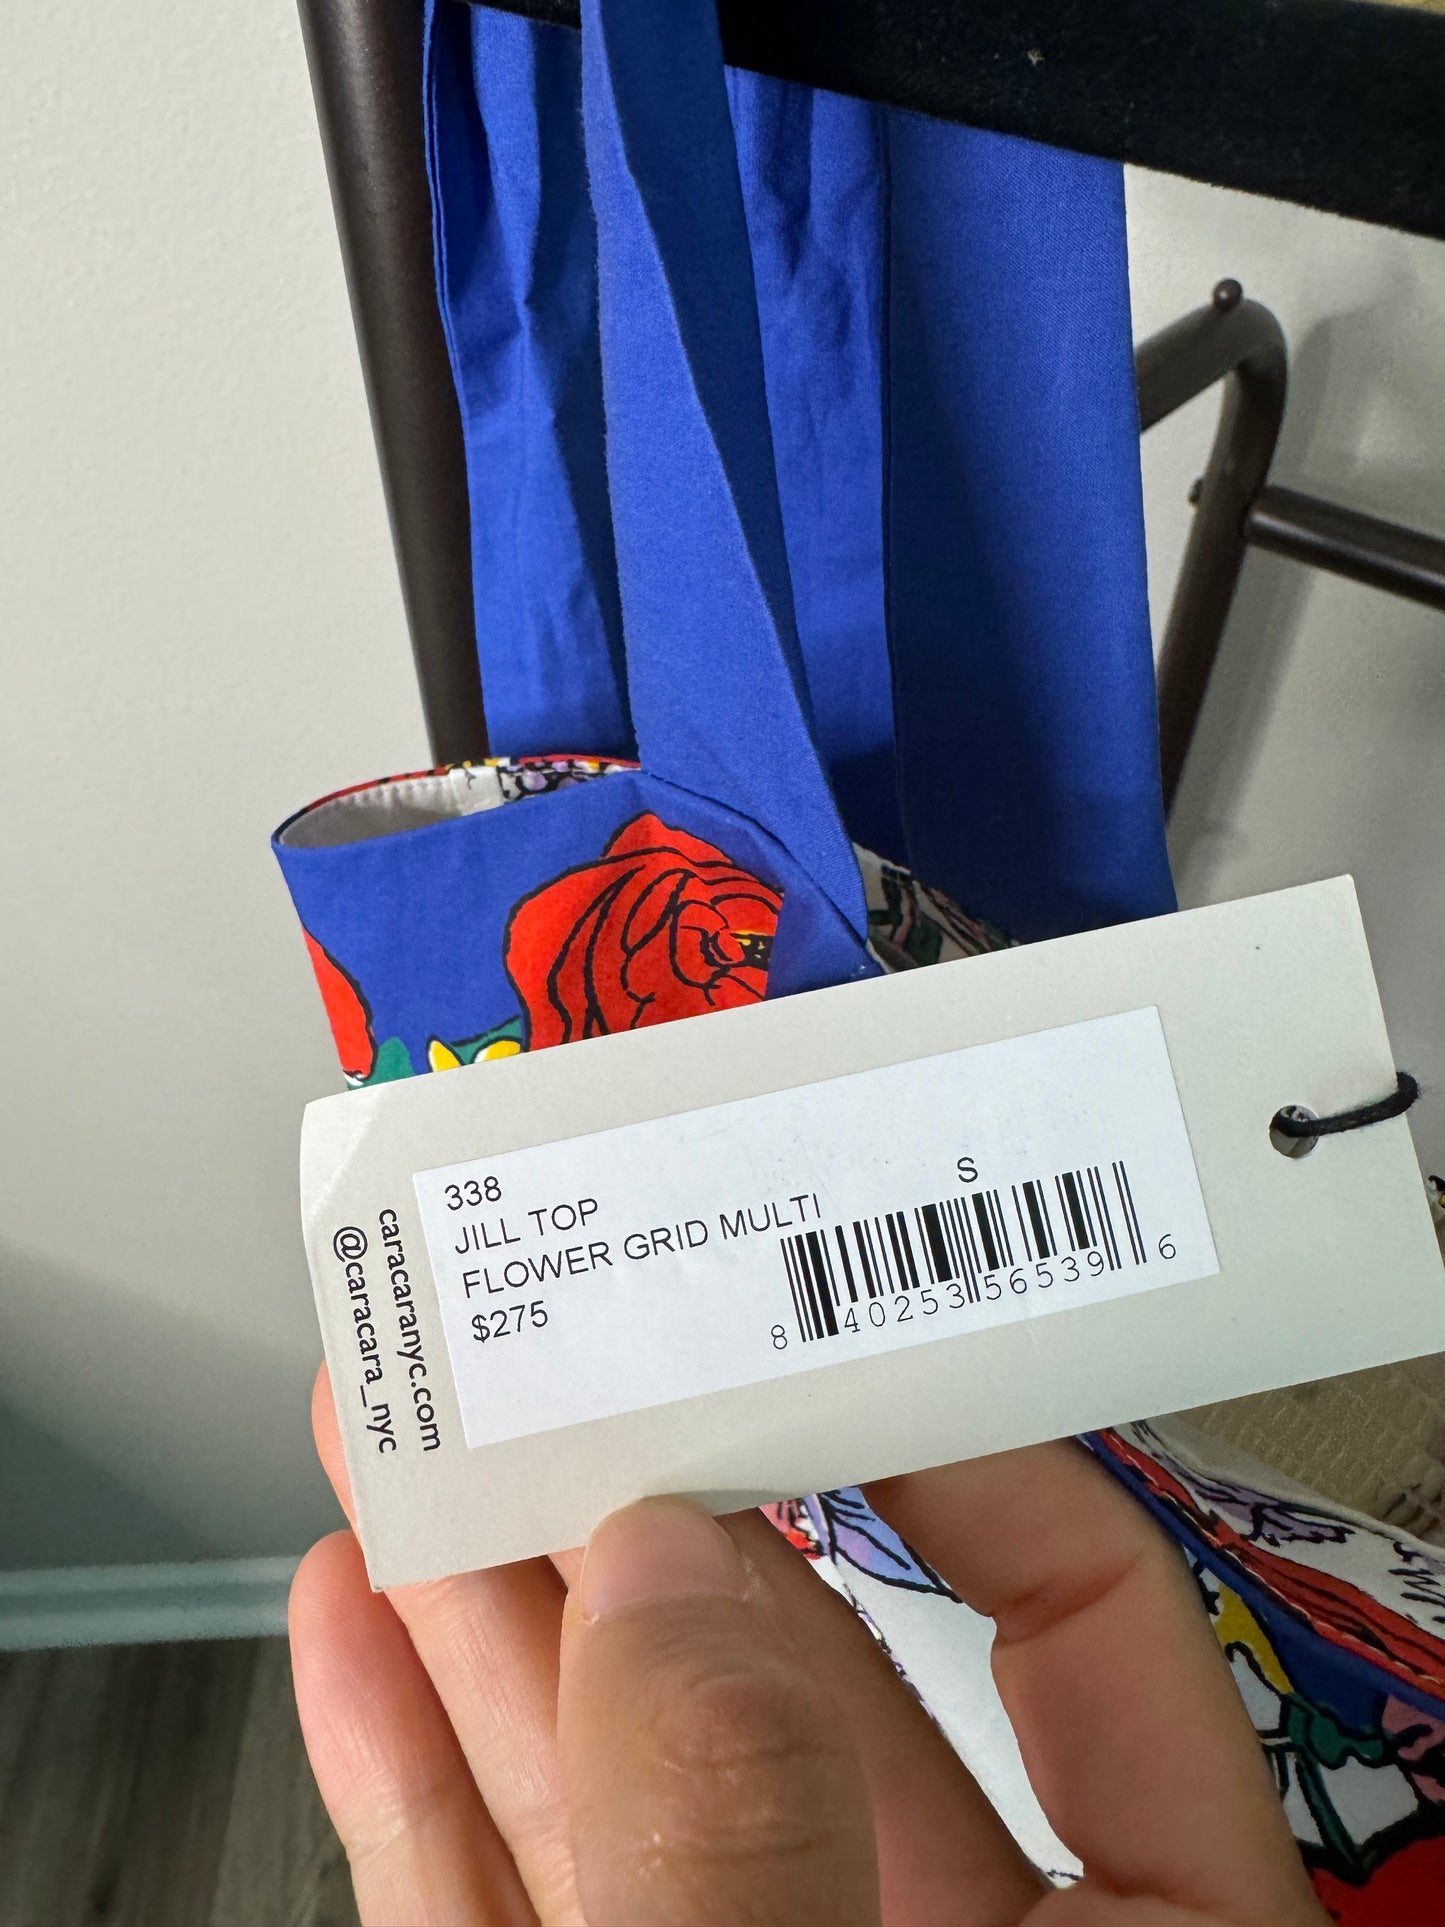 338
JILL TOP
FLOWER GRID MULTI
$275
S
8 40253 56539 6
caracaranyc.com
@caracara_nyc